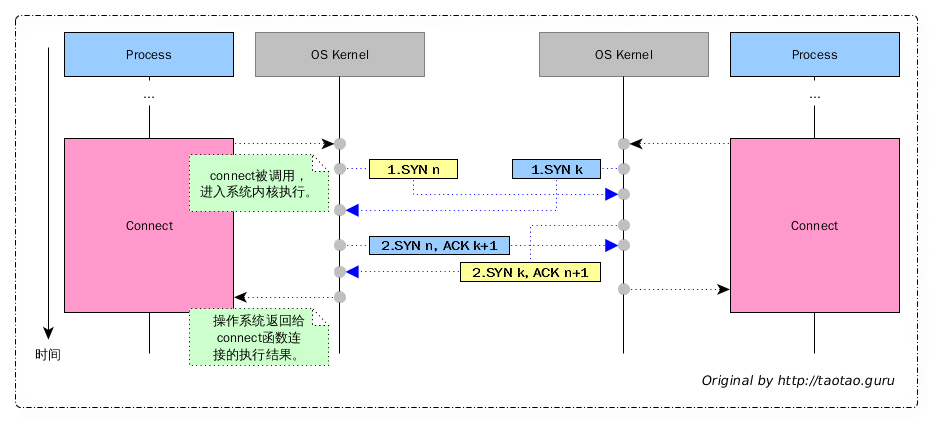 Process
OS Kernel
OS Kernel
Process
...
...
1.SYN n
1.SYN k
connect被调用，
进入系统内核执行。
Connect
Connect
2.SYN n, ACK k+1
2.SYN k, ACK n+1
操作系统返回给
connect函数连
接的执行结果。
时间
Original by http://taotao.guru